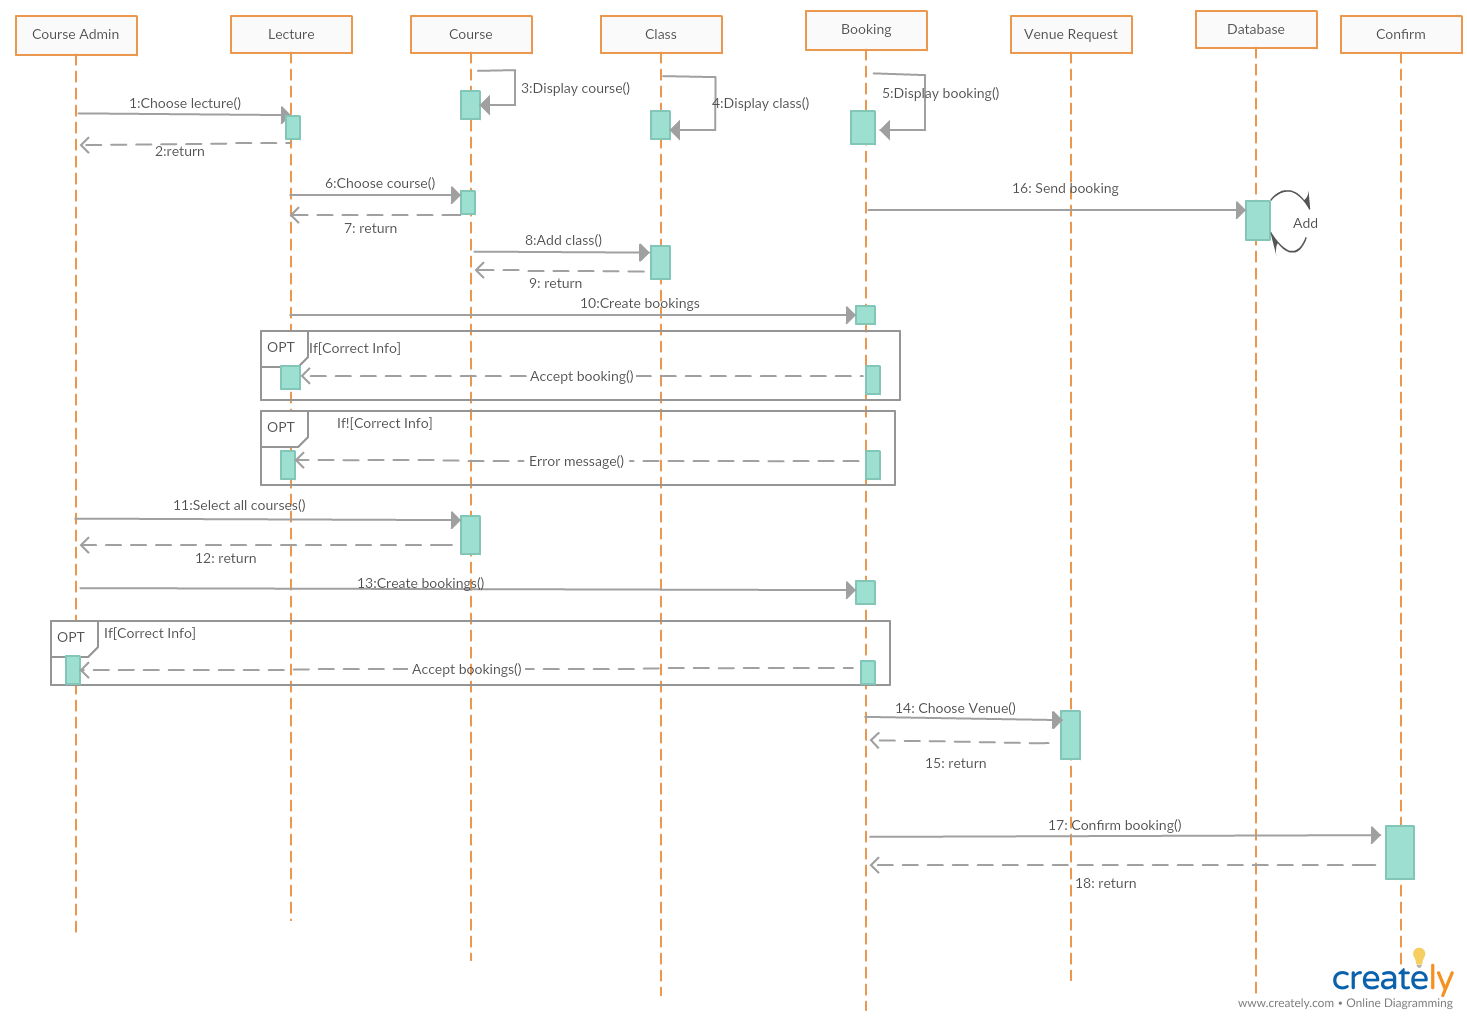 Course Admin
Lecture
Course
Class
Booking
Venue Request
Database
Confirm
1:Choose lecture()
2:return
3:Display course()
4:Display class()
5:Display booking()
6:Choose course()
7: return
16: Send booking
Add
8:Add class()
9: return
10:Create bookings
OPT
If[Correct Info]
Accept booking()
OPT
If![Correct Info]
Error message()
11:Select all courses()
12: return
13:Create bookings()
OPT
If[Correct Info]
Accept bookings()
14: Choose Venue()
15: return
17: Confirm booking()
18: return
creately
www.creately.com • Online Diagramming